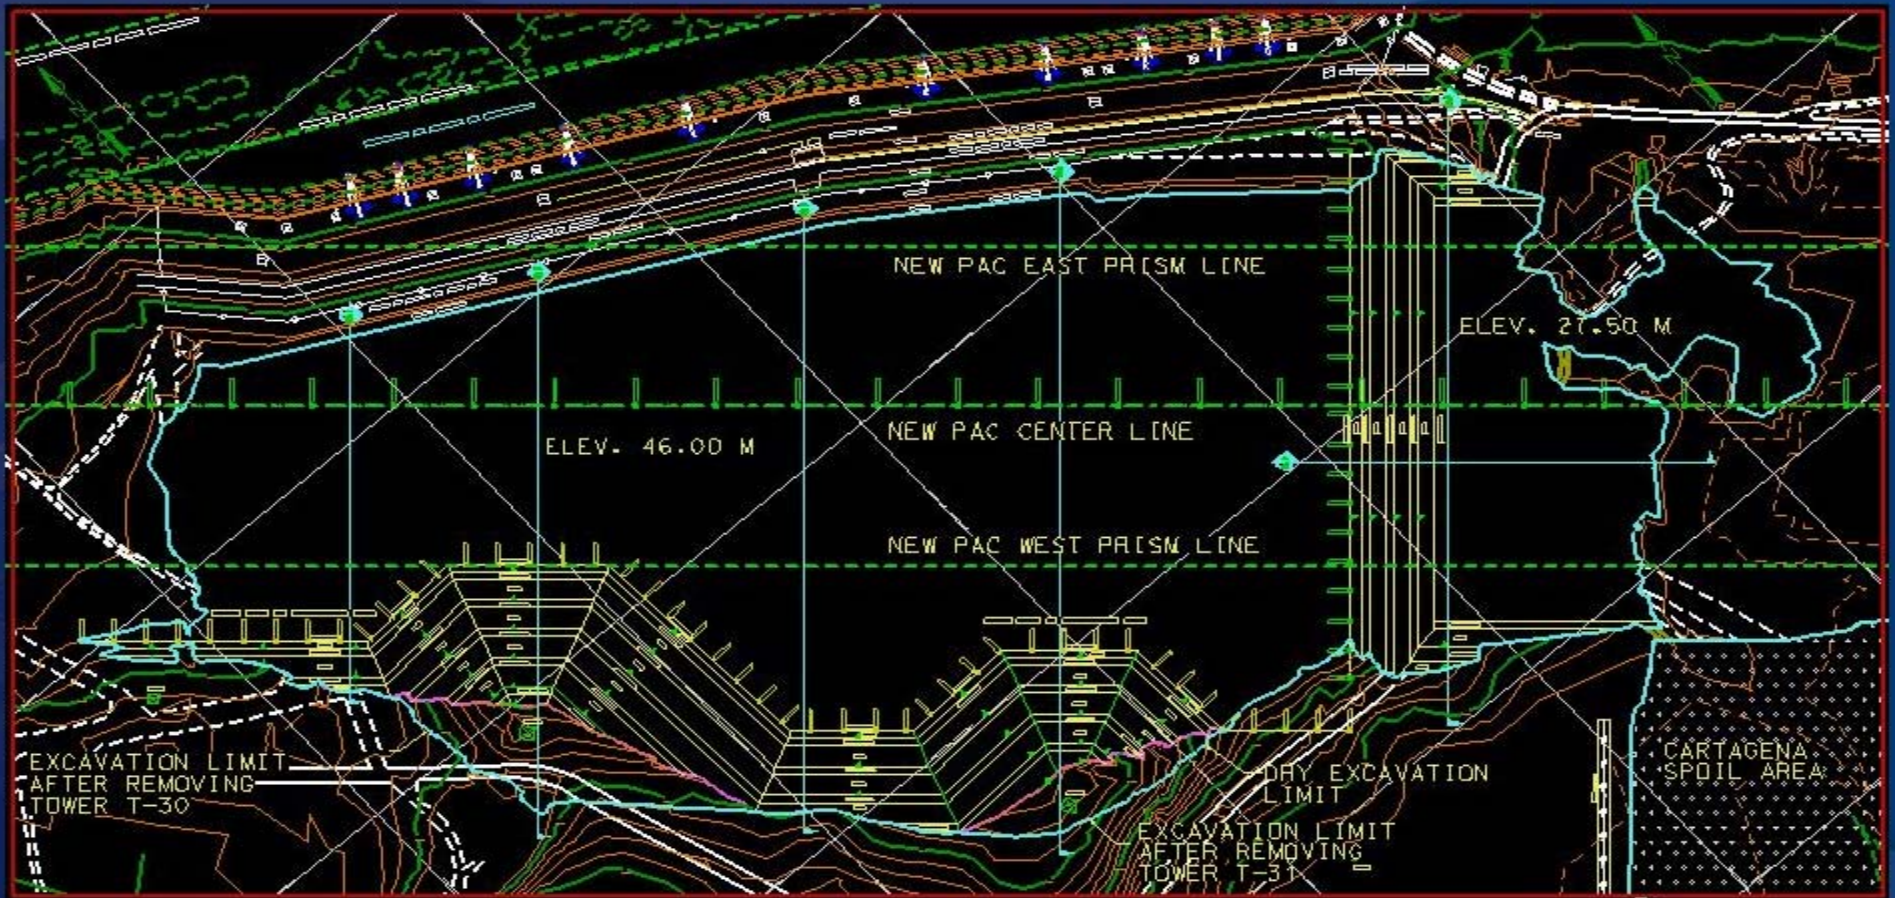 NEW PAC EAST PRISM LINE
ELEV. 27.50 M
NEW PAC CENTER LINE
ELEV. 46.00 M
NEW PAC WEST PRISM LINE
EXCAVATION LIMIT
AFTER REMOVING
TOWER T-30
DRY EXCAVATION
LIMIT
EXCAVATION LIMIT
AFTER REMOVING
TOWER T-31
CARTAGENA
SPOIL AREA